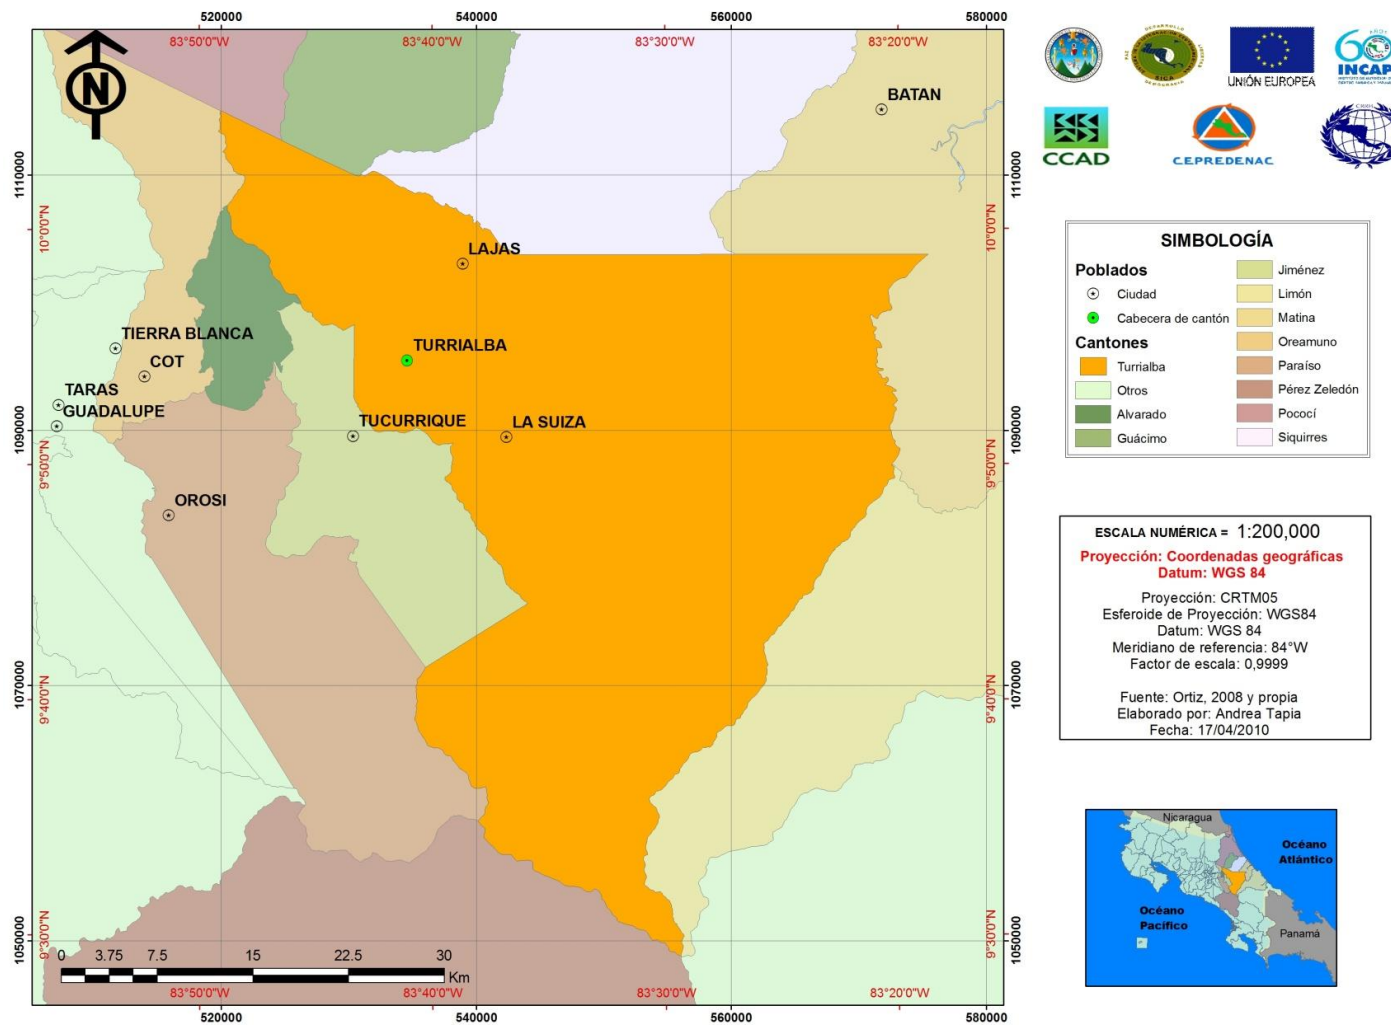 520000 540000 560000 580000
83°50'0"W 83°40'0"W 83°30'0"W 83°20'0"W
N
BATAN
1110000 1110000
10°0'0"N 10°0'0"N
LAJAS
TIERRA BLANCA
COT
TURRIALBA
TARAS
GUADALUPE
TUCURRIQUE
LA SUIZA
1090000 1090000
9°50'0"N 9°50'0"N
OROSI
1070000 1070000
9°40'0"N 9°40'0"N
9°30'0"N 9°30'0"N
1050000 1050000
0 3.75 7.5 15 22.5 30
Km
83°50'0"W 83°40'0"W 83°30'0"W 83°20'0"W
520000 540000 560000 580000
SICA
UNIÓN EUROPEA
60
INCAP
CCAD
CEPREDENAC
SIMBOLOGÍA
Poblados
Ciudad
Cabecera de cantón
Cantones
Turrialba
Otros
Alvarado
Guácimo
Jiménez
Limón
Matina
Oreamuno
Paraíso
Pérez Zeledón
Pococí
Siquirres
ESCALA NUMÉRICA = 1:200,000
Proyección: Coordenadas geográficas
Datum: WGS 84
Proyección: CRTM05
Esferoide de Proyección: WGS84
Datum: WGS 84
Meridiano de referencia: 84°W
Factor de escala: 0,9999
Fuente: Ortiz, 2008 y propia
Elaborado por: Andrea Tapia
Fecha: 17/04/2010
Nicaragua
Océano
Atlántico
Océano
Pacífico
Panamá